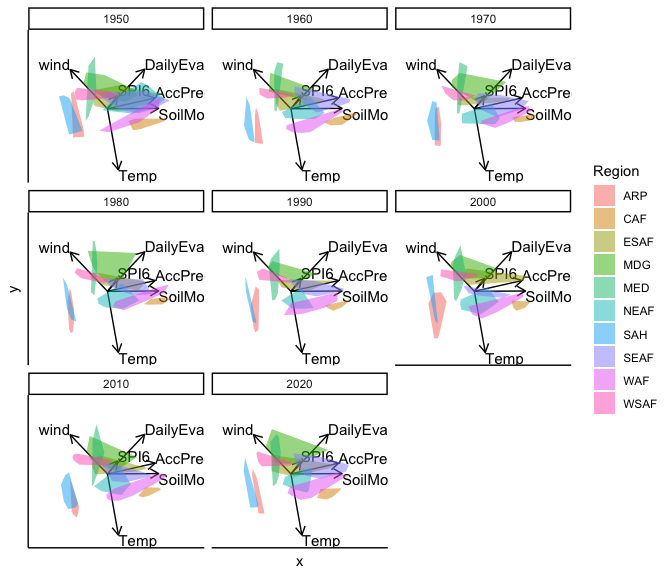 1950
wind
DailyEva
SPI6
AccPre
SoilMo
Temp
1960
wind
DailyEva
SPI6
AccPre
SoilMo
Temp
1970
wind
DailyEva
SPI6
AccPre
SoilMo
Temp
1980
wind
DailyEva
SPI6
AccPre
SoilMo
Temp
1990
wind
DailyEva
SPI6
AccPre
SoilMo
Temp
2000
wind
DailyEva
SPI6
AccPre
SoilMo
Temp
2010
wind
DailyEva
SPI6
AccPre
SoilMo
Temp
2020
wind
DailyEva
SPI6
AccPre
SoilMo
Temp
y
x
Region
ARP
CAF
ESAF
MDG
MED
NEAF
SAH
SEAF
WAF
WSAF